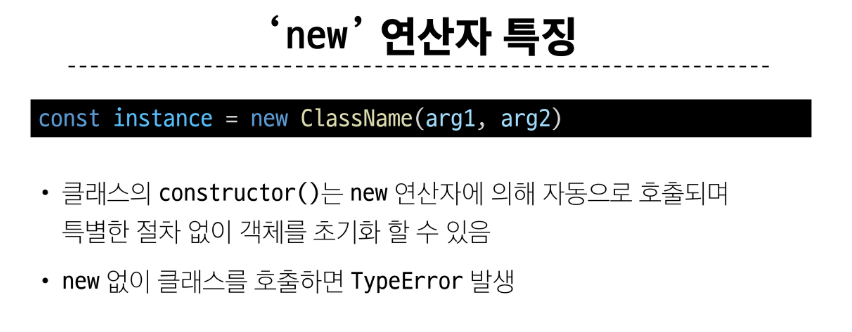 ‘new’ 연산자 특징
const instance = new ClassName(arg1, arg2)
• 클래스의 constructor()는 new 연산자에 의해 자동으로 호출되며
특별한 절차 없이 객체를 초기화 할 수 있음
• new 없이 클래스를 호출하면 TypeError 발생